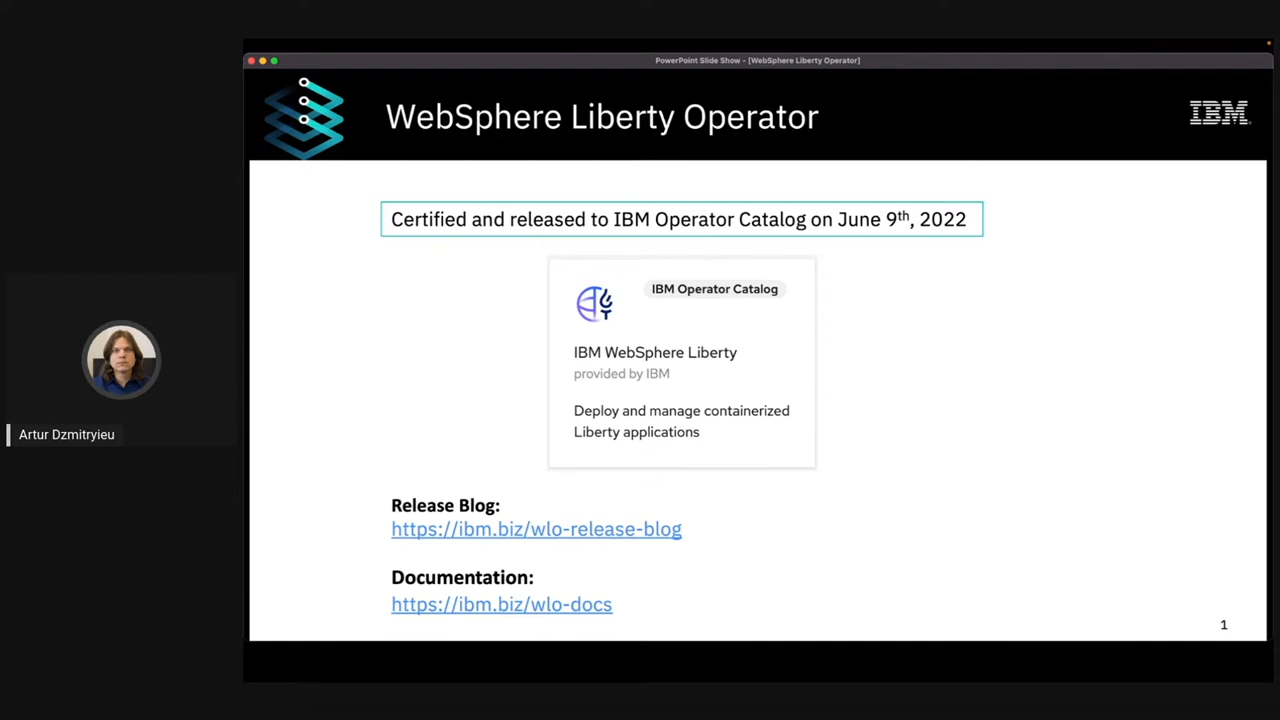 PowerPoint Slide Show - [WebSphere Liberty Operator]
WebSphere Liberty Operator
IBM
Certified and released to IBM Operator Catalog on June 9th, 2022
IBM Operator Catalog
IBM WebSphere Liberty
provided by IBM
Deploy and manage containerized
Liberty applications
Release Blog:
https://ibm.biz/wlo-release-blog
Documentation:
https://ibm.biz/wlo-docs
1
Artur Dzmitryieu